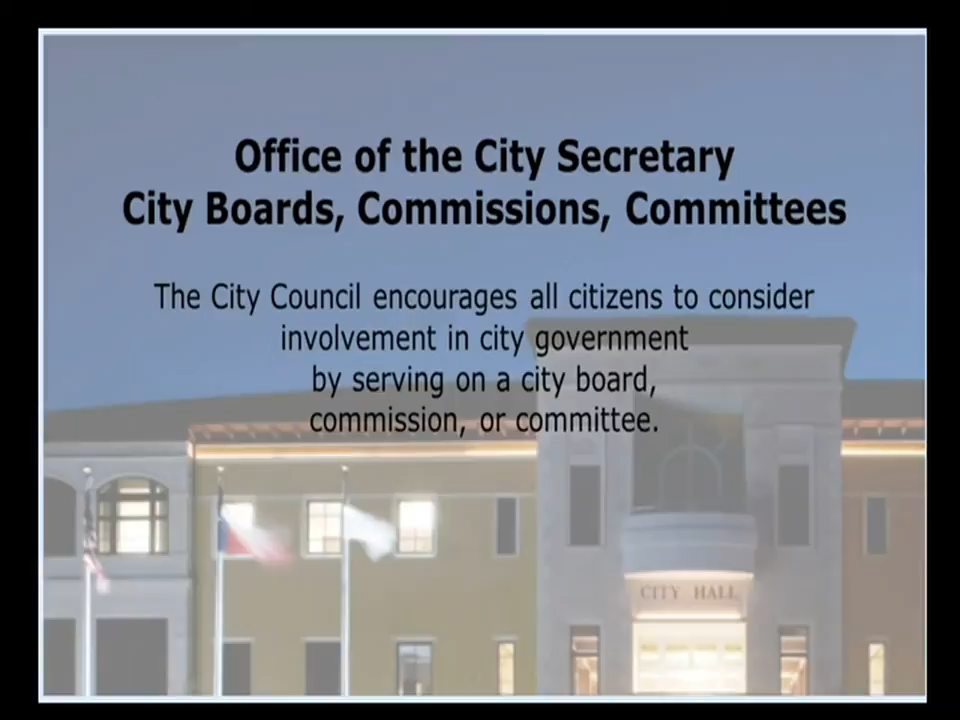 Office of the City Secretary
City Boards, Commissions, Committees
The City Council encourages all citizens to consider
involvement in city government
by serving on a city board,
commission, or committee.
CITY HALL